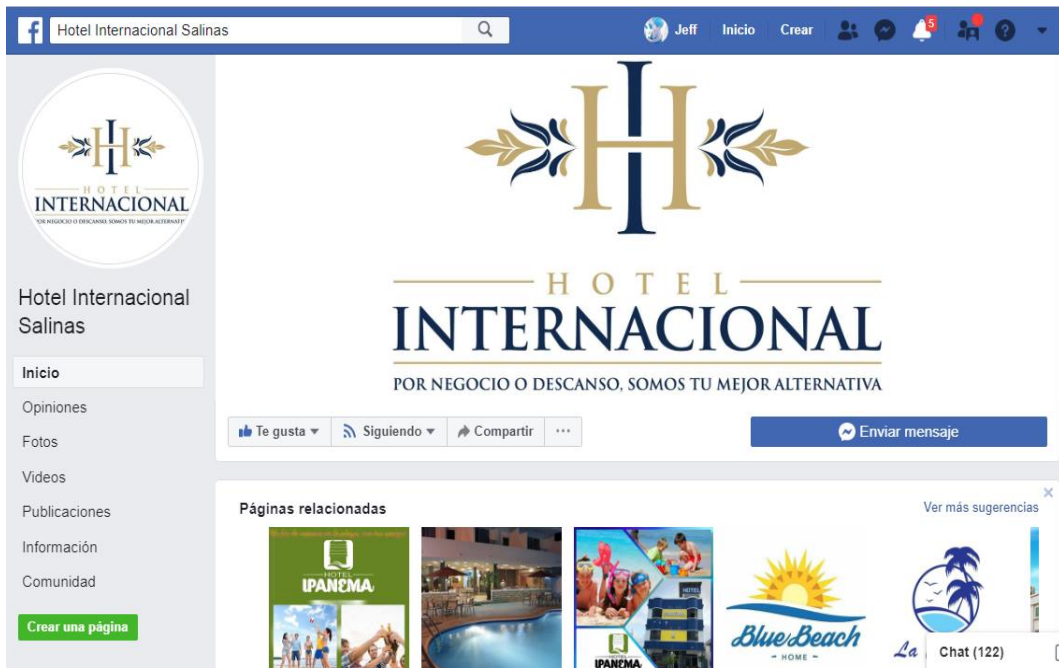 Hotel Internacional Salinas
Jeff Inicio Crear 5
HOTEL
INTERNACIONAL
POR NEGOCIO O DESCANSO, SOMOS TU MEJOR ALTERNATIVA
Hotel Internacional
Salinas
Inicio
Opiniones
Fotos
Videos
Publicaciones
Información
Comunidad
Crear una página
HOTEL
INTERNACIONAL
POR NEGOCIO O DESCANSO, SOMOS TU MEJOR ALTERNATIVA
Te gusta Siguiendo Compartir ...
Enviar mensaje
Páginas relacionadas
Ver más sugerencias
HOTEL
IPANEMA
HOTEL
HOTEL
IPANEMA
Blue Beach
- HOME -
La
Chat (122)